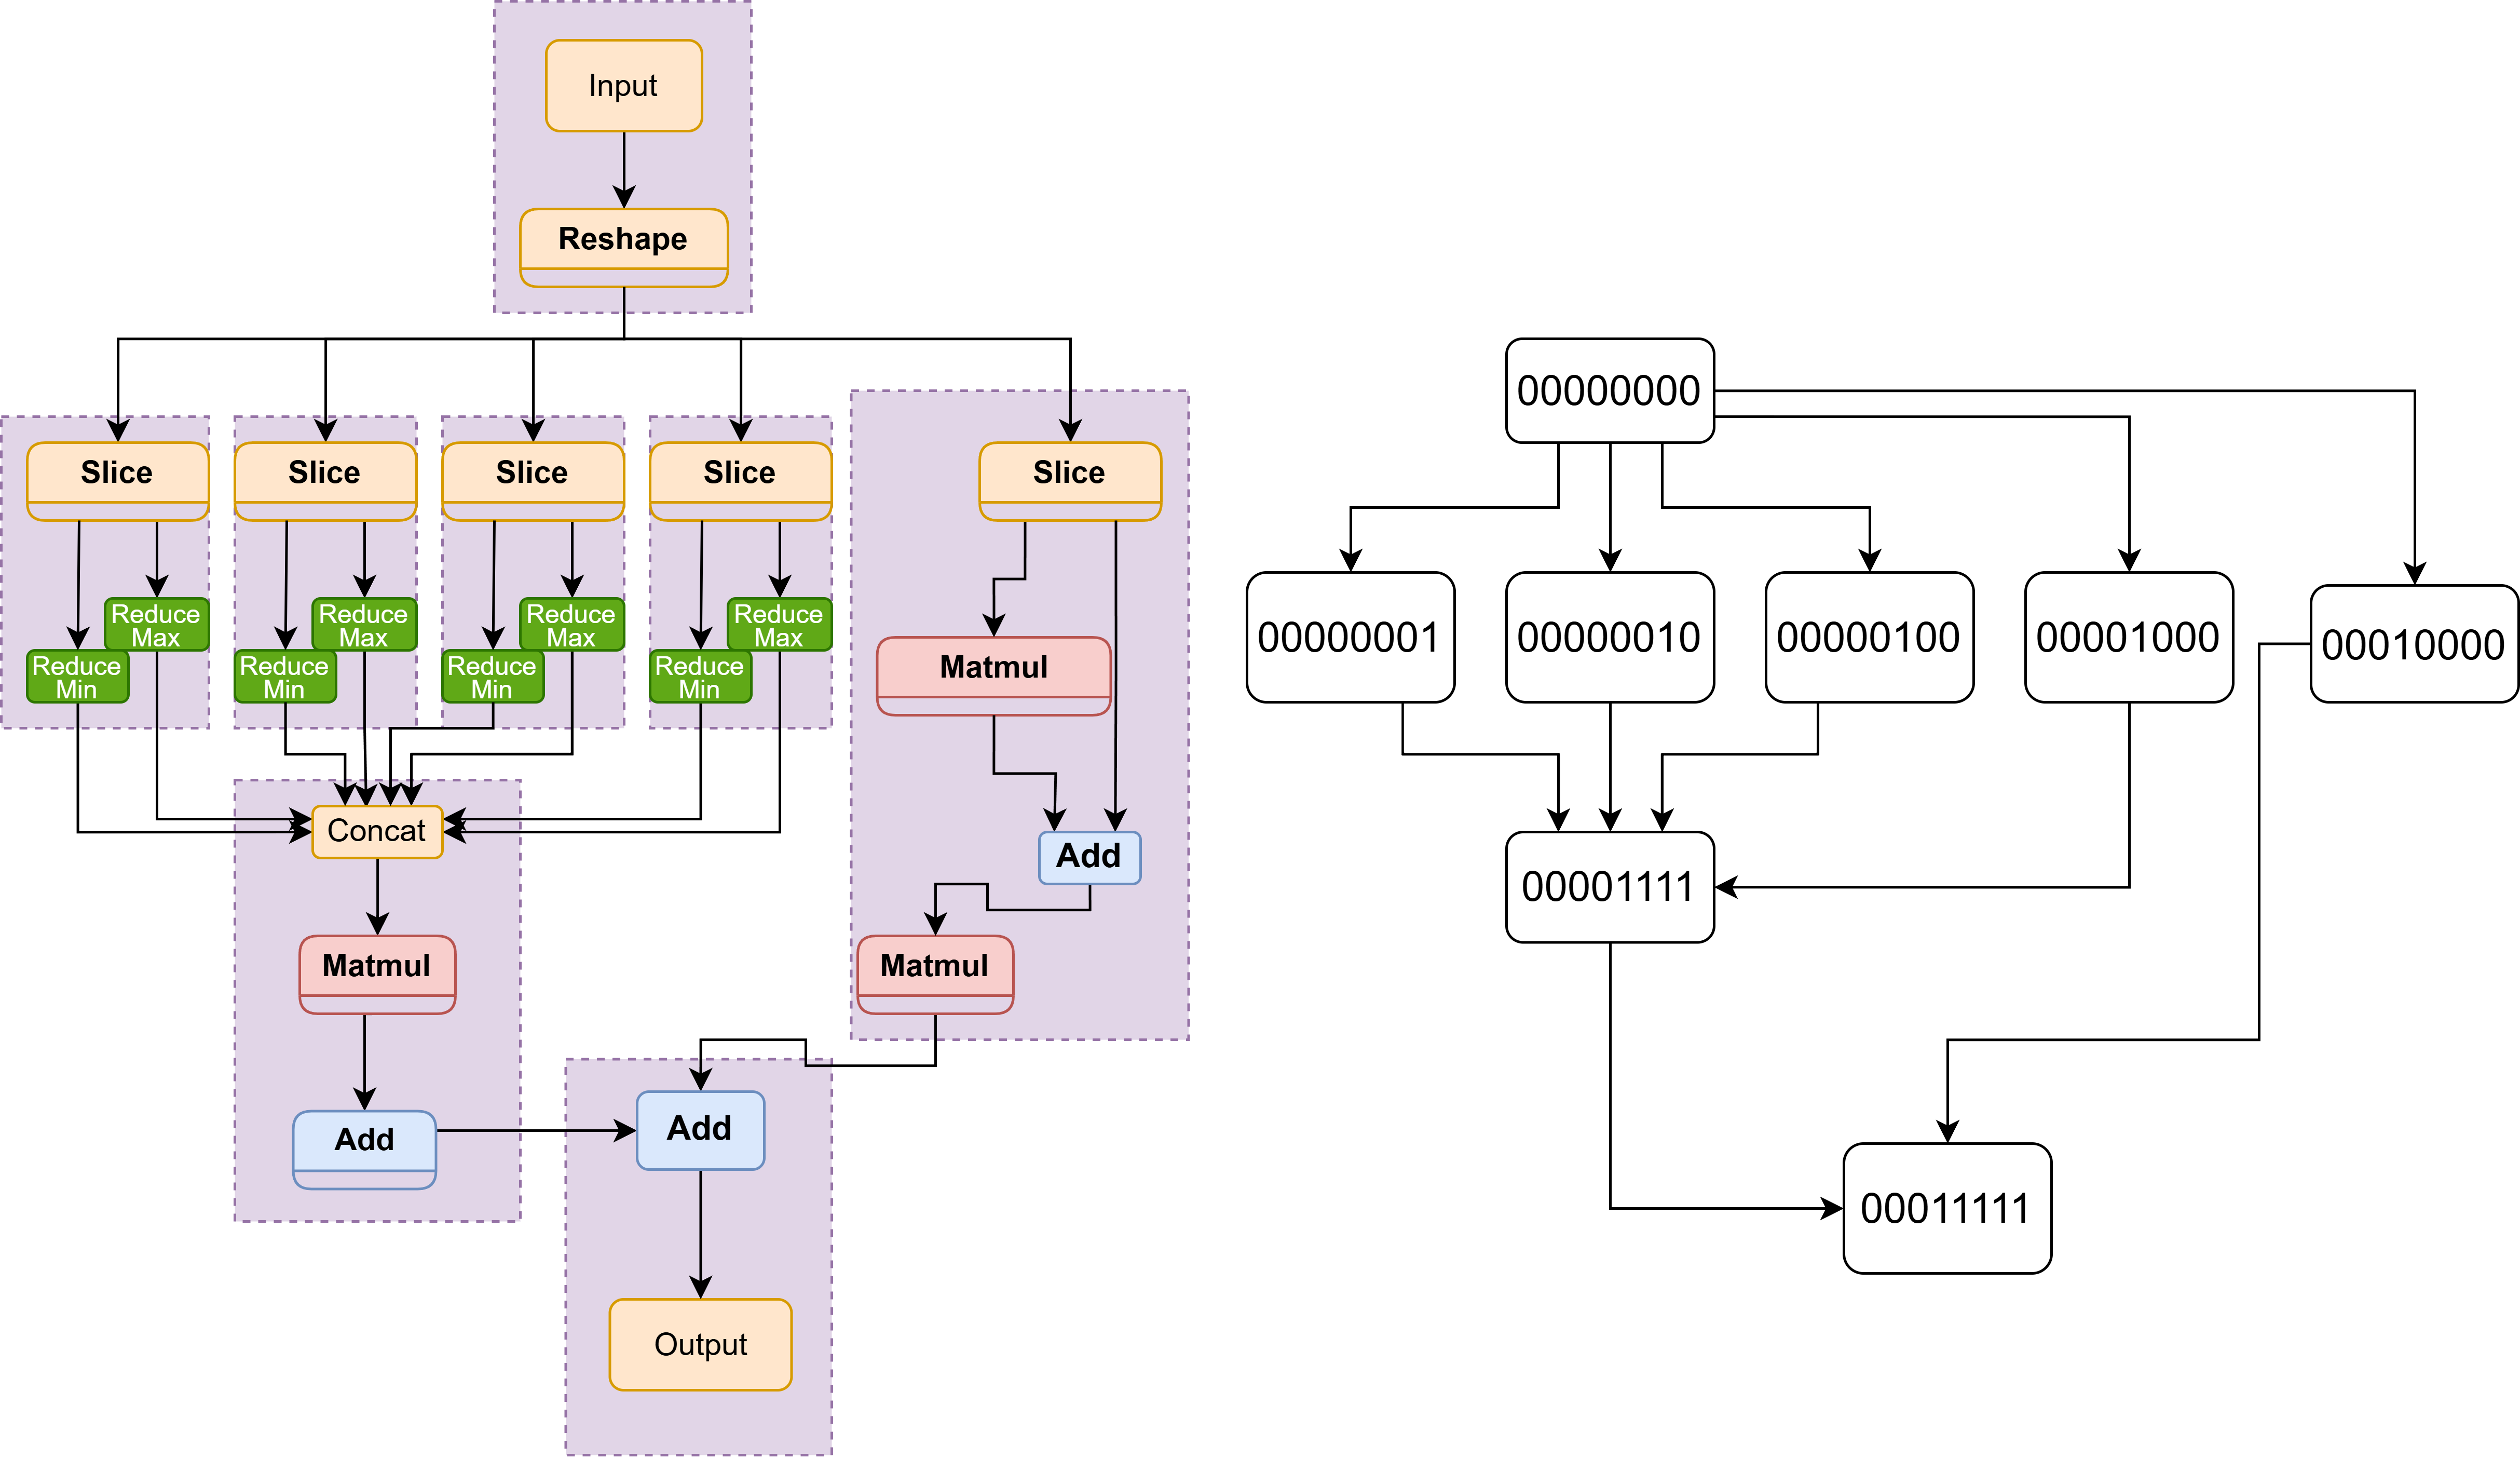 Input
Reshape
Slice
Slice
Slice
Slice
Slice
Reduce
Max
Reduce
Min
Reduce
Max
Reduce
Min
Reduce
Max
Reduce
Min
Reduce
Max
Reduce
Min
Matmul
Concat
Add
Matmul
Matmul
Add
Add
Output
00000000
00000001
00000010
00000100
00001000
00010000
00001111
00011111